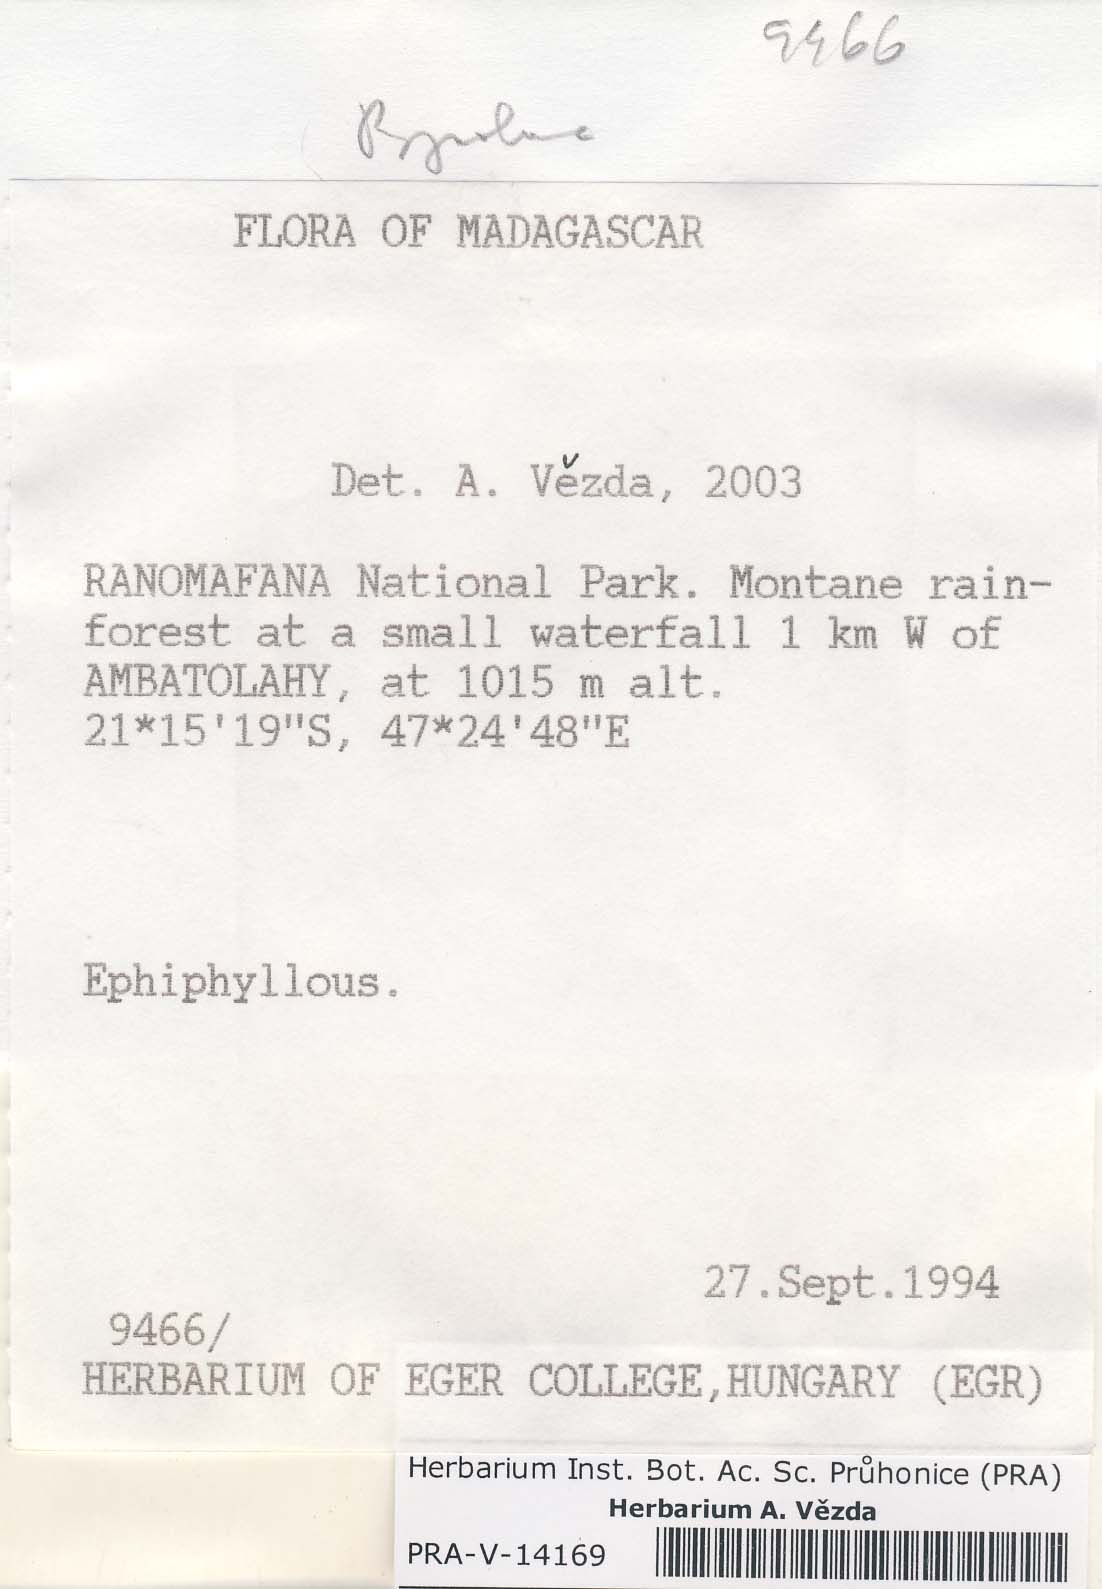 9466
FLORA OF MADAGASCAR
Det. A. Vězda, 2003
RANOMAFANA National Park. Montane rain-
forest at a small waterfall 1 km W of
AMBATOLAHY, at 1015 m alt.
21*15'19"S, 47*24'48"E
Ephiphyllous.
27.Sept.1994
9466/
HERBARIUM OF EGER COLLEGE,HUNGARY (EGR)
Herbarium Inst. Bot. Ac. Sc. Průhonice (PRA)
Herbarium A. Vězda
PRA-V-14169